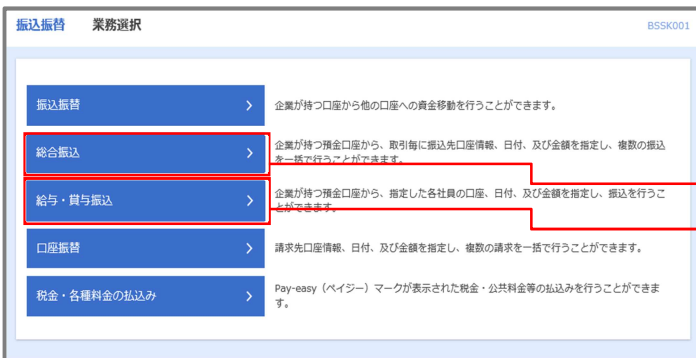 振込振替 業務選択 BSSK001
振込振替 企業が持つ口座から他の口座への資金移動を行うことができます。
総合振込 企業が持つ預金口座から、取引毎に振込先口座情報、日付、及び金額を指定し、複数の振込
を一括で行うことができます。
給与・賞与振込 企業が持つ預金口座から、指定した各社員の口座、日付、及び金額を指定し、振込を行うこ
とができます。
口座振替 請求先口座情報、日付、及び金額を指定し、複数の請求を一括で行うことができます。
税金・各種料金の払込み Pay-easy（ペイジー）マークが表示された税金・公共料金等の払込みを行うことができま
す。